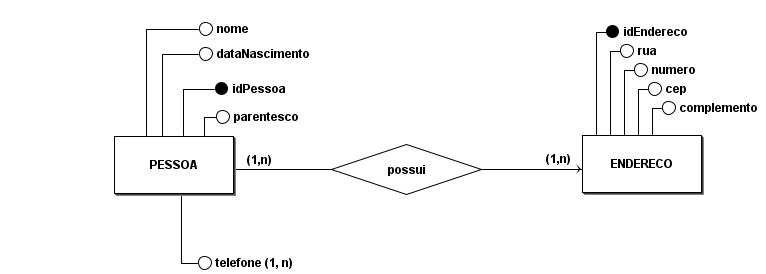 nome
dataNascimento
idPessoa
parentesco
PESSOA
(1,n)
possui
(1,n)
idEndereco
rua
numero
cep
complemento
ENDERECO
telefone (1, n)